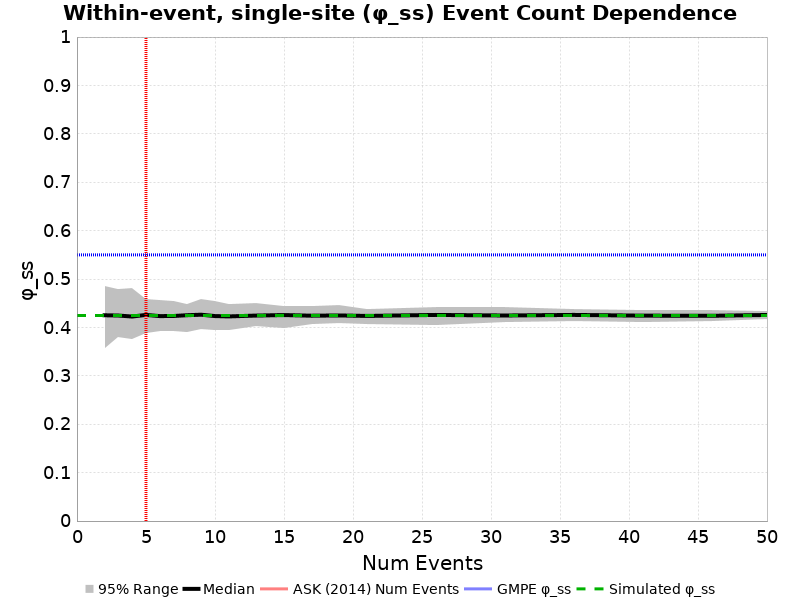 Within-event, single-site (φ_ss) Event Count Dependence
1
0.9
0.8
0.7
0.6
0.5
0.4
0.3
0.2
0.1
0
φ_ss
0 5 10 15 20 25 30 35 40 45 50
Num Events
95% Range Median ASK (2014) Num Events GMPE φ_ss Simulated φ_ss